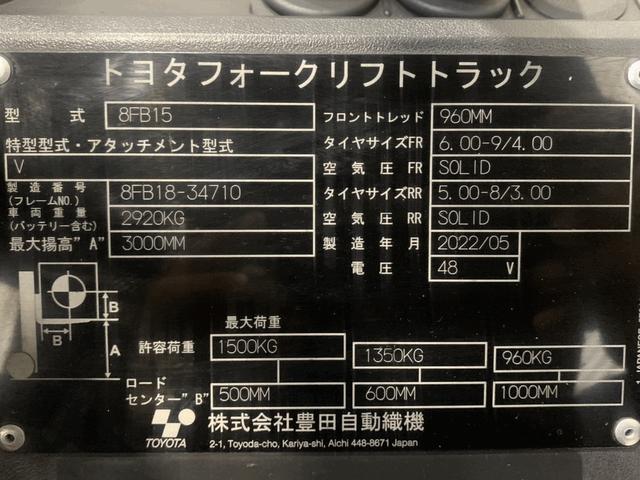 トヨタフォークリフトトラック
型式 8FB15
フロントトレッド 960MM
特型型式・アタッチメント型式
V
タイヤサイズFR 6.00-9/4.00
空気圧FR SOLID
製造番号(フレームNO.) 8FB18-34710
タイヤサイズRR 5.00-8/3.00
車両重量(バッテリー含む) 2920KG
空気圧RR SOLID
最大揚高"A" 3000MM
製造年月 2022/05
電圧 48 V
B
B
A
最大荷重
許容荷重 1500KG 1350KG 960KG
ロードセンター"B" 500MM 600MM 1000MM
TOYOTA
株式会社豊田自動織機
2-1, Toyoda-cho, Kariya-shi, Aichi 448-8671 Japan